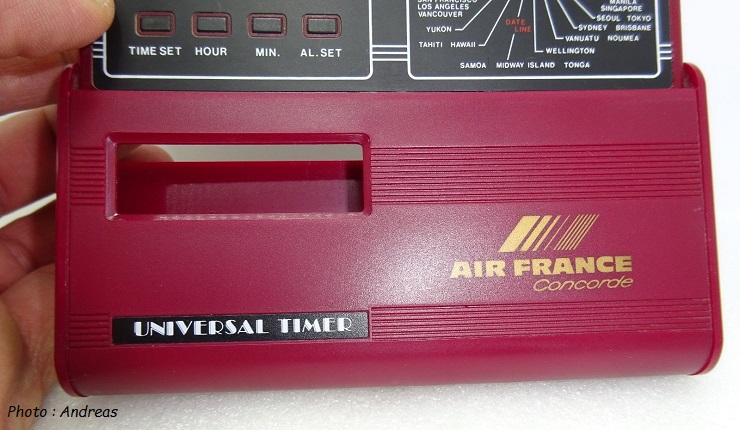 TIME SET HOUR MIN. AL.SET
LOS ANGELES
VANCOUVER
YUKON
TAHITI HAWAII
SAMOA MIDWAY ISLAND TONGA
DATE
LINE
MANILA
SINGAPORE
SEOUL TOKYO
SYDNEY BRISBANE
VANUATU NOUMEA
WELLINGTON
AIR FRANCE
Concorde
UNIVERSAL TIMER
Photo : Andreas